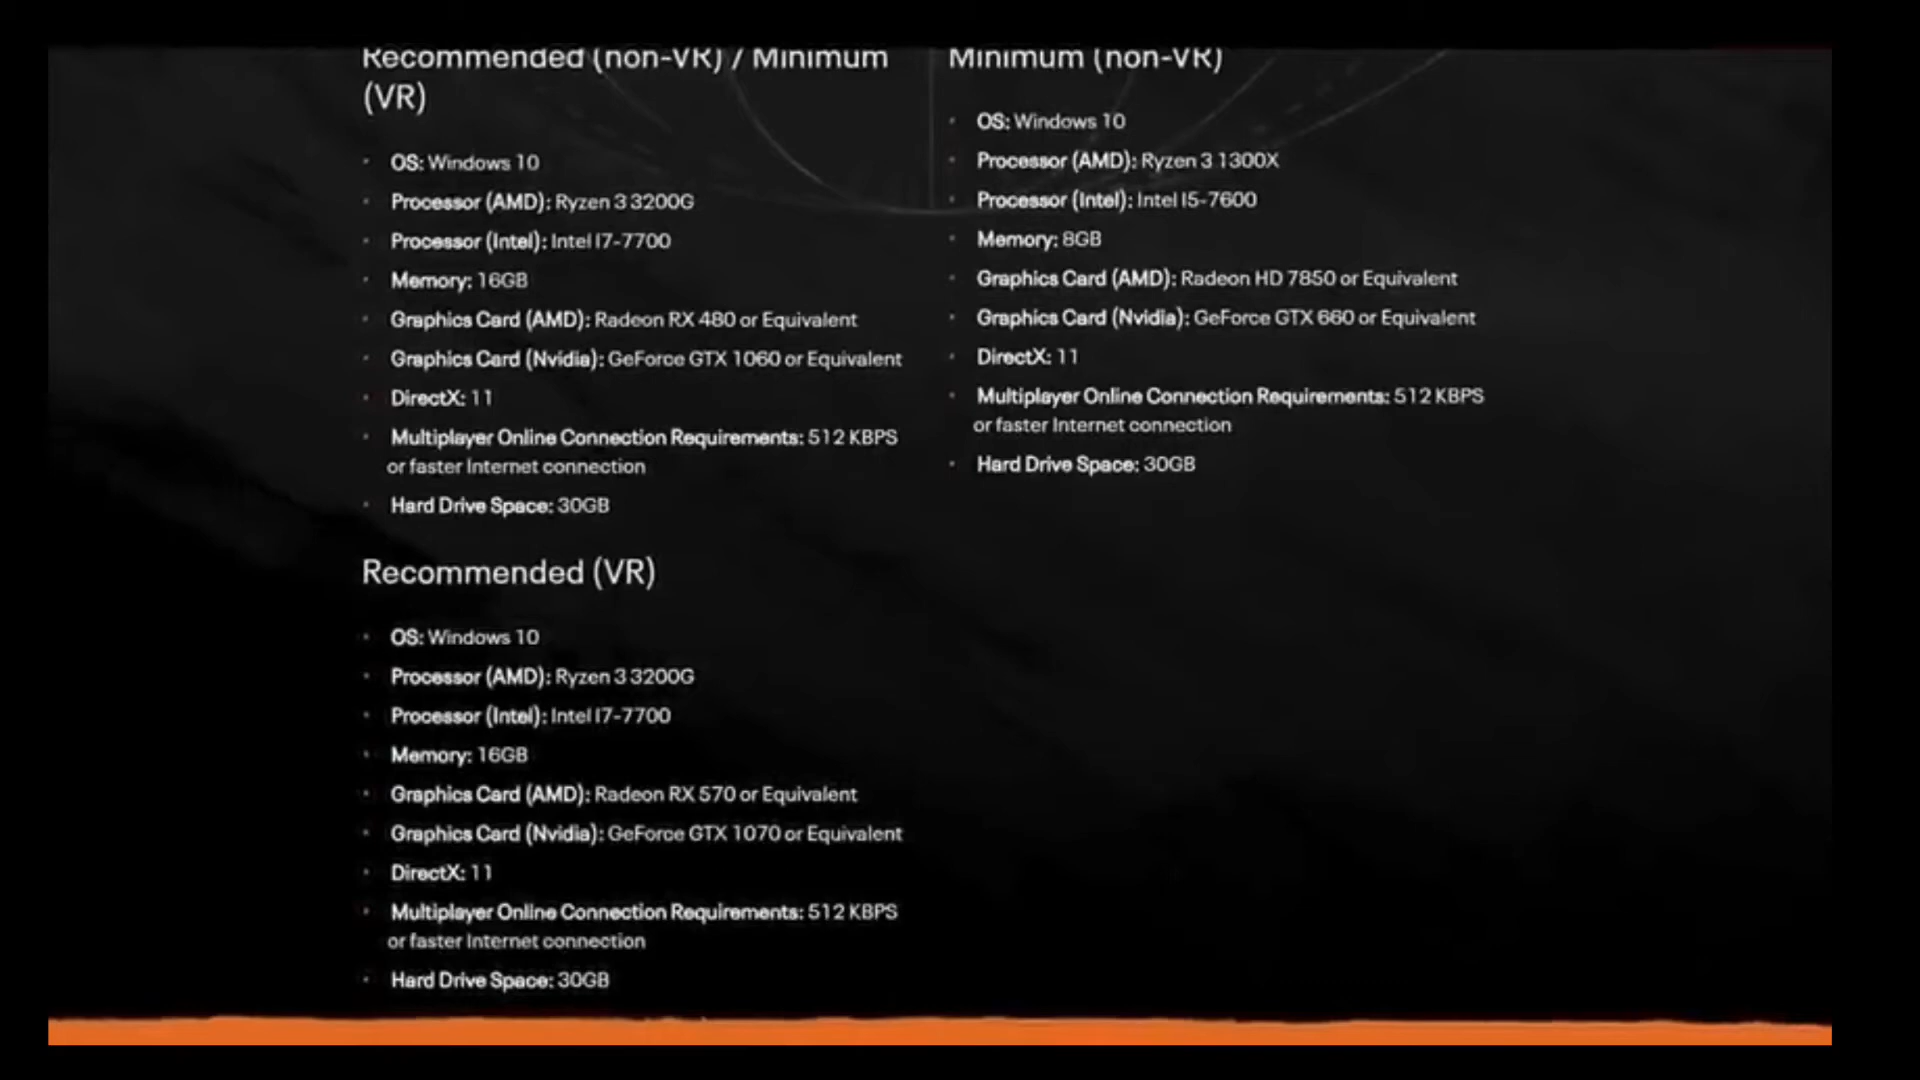 Recommended (non-VR) / Minimum
(VR)
OS: Windows 10
Processor (AMD): Ryzen 3 3200G
Processor (Intel): Intel I7-7700
Memory: 16GB
Graphics Card (AMD): Radeon RX 480 or Equivalent
Graphics Card (Nvidia): GeForce GTX 1060 or Equivalent
DirectX: 11
Multiplayer Online Connection Requirements: 512 KBPS
or faster Internet connection
Hard Drive Space: 30GB
Recommended (VR)
OS: Windows 10
Processor (AMD): Ryzen 3 3200G
Processor (Intel): Intel I7-7700
Memory: 16GB
Graphics Card (AMD): Radeon RX 570 or Equivalent
Graphics Card (Nvidia): GeForce GTX 1070 or Equivalent
DirectX: 11
Multiplayer Online Connection Requirements: 512 KBPS
or faster Internet connection
Hard Drive Space: 30GB
Minimum (non-VR)
OS: Windows 10
Processor (AMD): Ryzen 3 1300X
Processor (Intel): Intel I5-7600
Memory: 8GB
Graphics Card (AMD): Radeon HD 7850 or Equivalent
Graphics Card (Nvidia): GeForce GTX 660 or Equivalent
DirectX: 11
Multiplayer Online Connection Requirements: 512 KBPS
or faster Internet connection
Hard Drive Space: 30GB